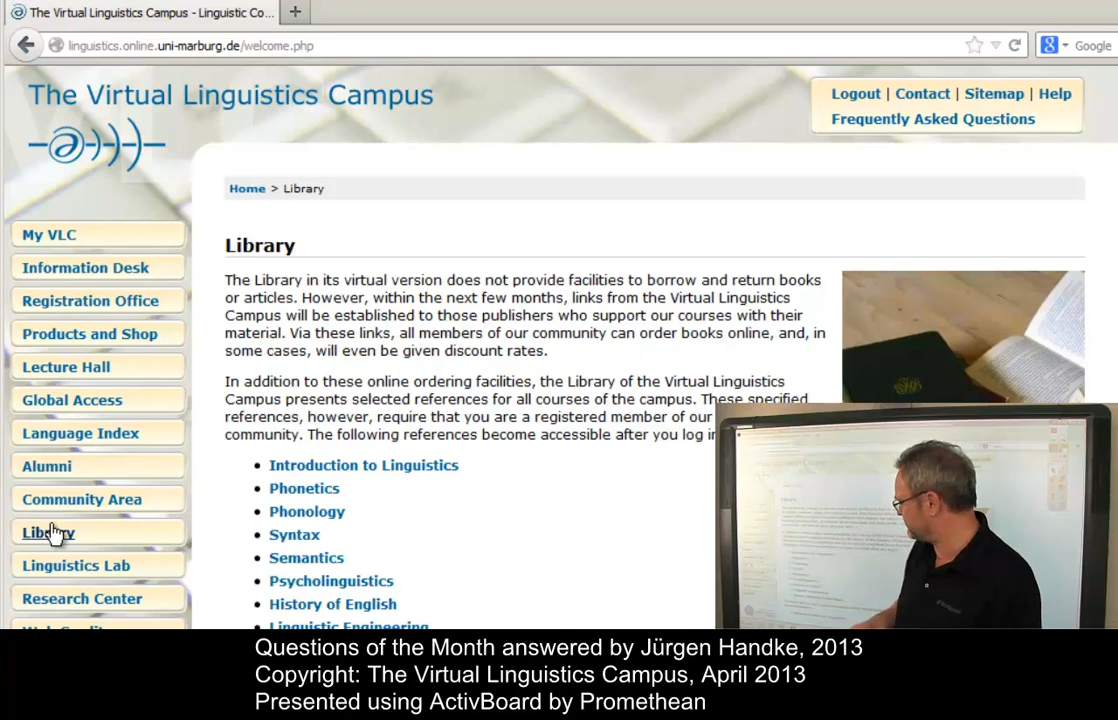 The Virtual Linguistics Campus - Linguistic Co...
linguistics.online.uni-marburg.de/welcome.php
Google
The Virtual Linguistics Campus
Logout | Contact | Sitemap | Help
Frequently Asked Questions
Home > Library
My VLC
Information Desk
Registration Office
Products and Shop
Lecture Hall
Global Access
Language Index
Alumni
Community Area
Library
Linguistics Lab
Research Center
Library
The Library in its virtual version does not provide facilities to borrow and return books
or articles. However, within the next few months, links from the Virtual Linguistics
Campus will be established to those publishers who support our courses with their
material. Via these links, all members of our community can order books online, and, in
some cases, will even be given discount rates.
In addition to these online ordering facilities, the Library of the Virtual Linguistics
Campus presents selected references for all courses of the campus. These specified
references, however, require that you are a registered member of our
community. The following references become accessible after you log in
Introduction to Linguistics
Phonetics
Phonology
Syntax
Semantics
Psycholinguistics
History of English
Linguistic Engineering
Questions of the Month answered by Jürgen Handke, 2013
Copyright: The Virtual Linguistics Campus, April 2013
Presented using ActivBoard by Promethean